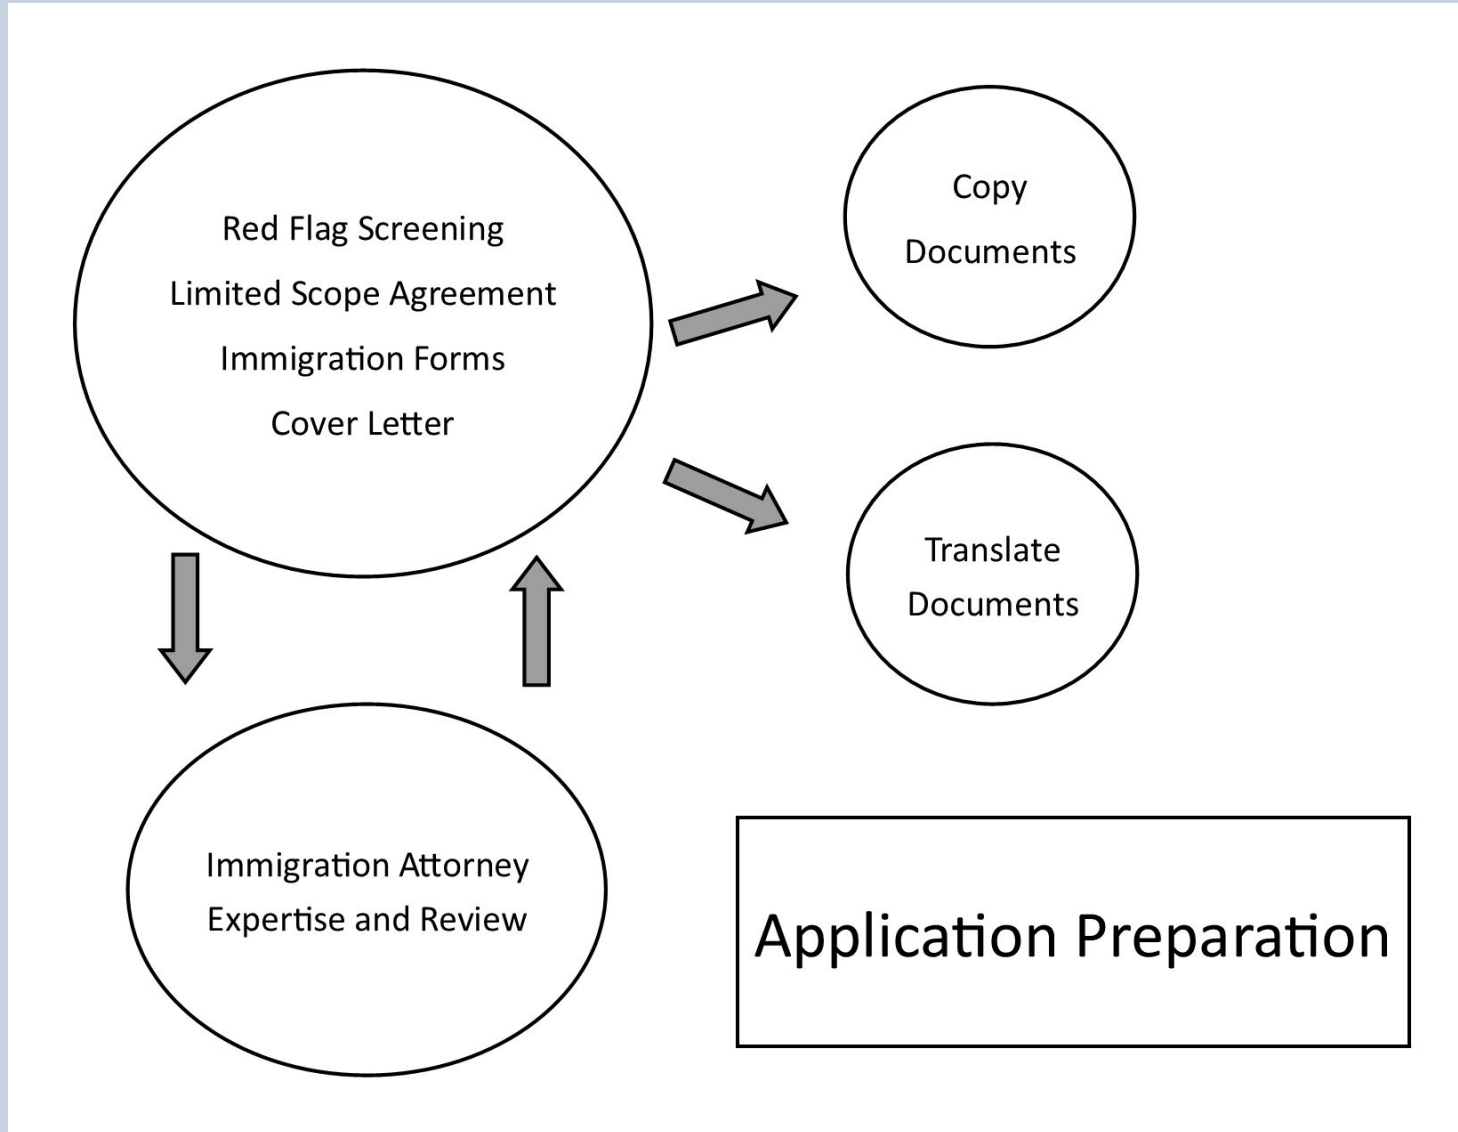 Red Flag Screening
Limited Scope Agreement
Immigration Forms
Cover Letter
Copy
Documents
Translate
Documents
Immigration Attorney
Expertise and Review
Application Preparation